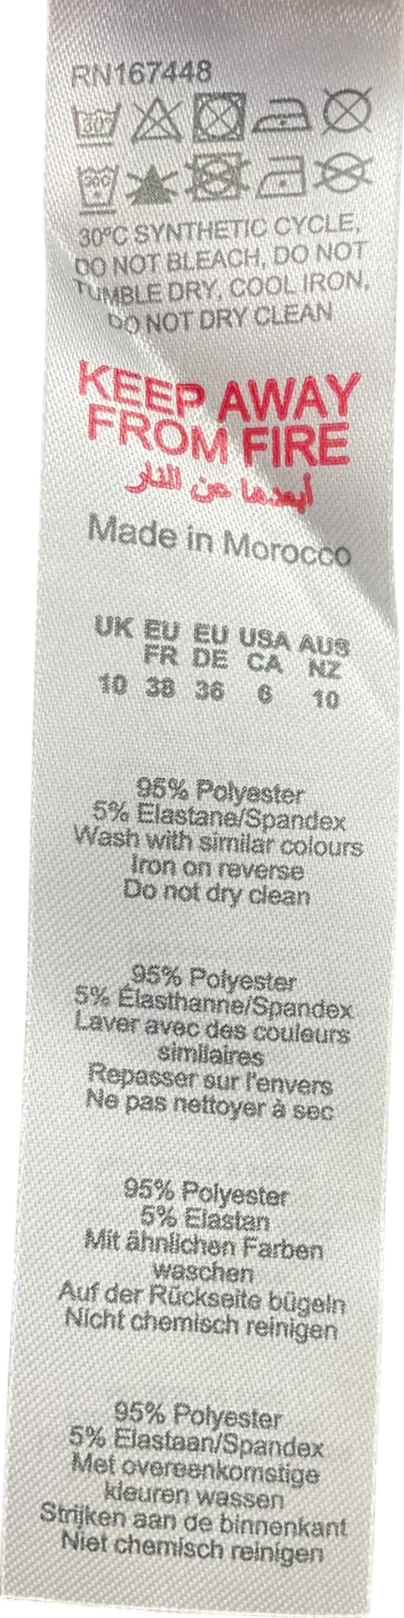 RN167448
30°
30C
30ºC SYNTHETIC CYCLE,
DO NOT BLEACH, DO NOT
TUMBLE DRY, COOL IRON,
DO NOT DRY CLEAN
KEEP AWAY
FROM FIRE
أبعدها عن النار
Made in Morocco
UK EU EU USA AUS
FR DE CA NZ
10 38 36 6 10
95% Polyester
5% Elastane/Spandex
Wash with similar colours
Iron on reverse
Do not dry clean
95% Polyester
5% Élasthanne/Spandex
Laver avec des couleurs
similaires
Repasser sur l'envers
Ne pas nettoyer à sec
95% Polyester
5% Elastan
Mit ähnlichen Farben
waschen
Auf der Rückseite bügeln
Nicht chemisch reinigen
95% Polyester
5% Elastaan/Spandex
Met overeenkomstige
kleuren wassen
Strijken aan de binnenkant
Niet chemisch reinigen